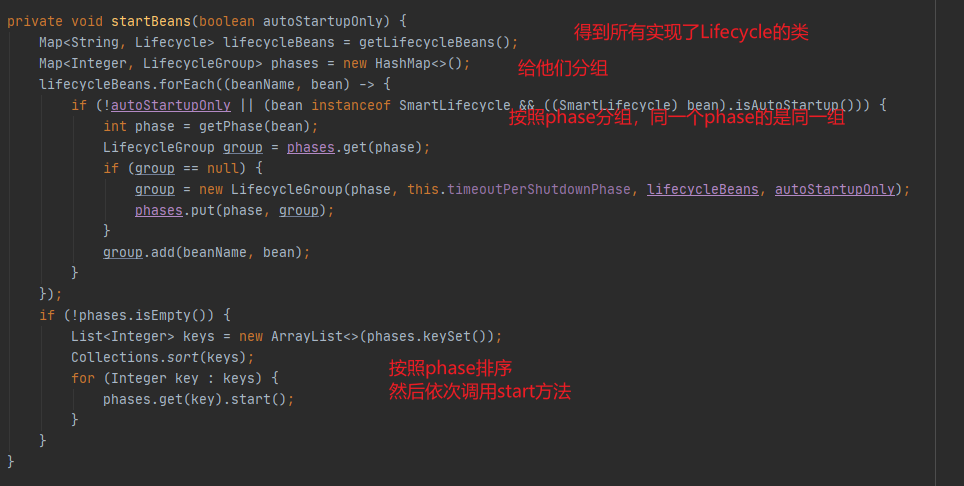 private void startBeans(boolean autoStartupOnly) {
Map<String, Lifecycle> lifecycleBeans = getLifecycleBeans();
得到所有实现了Lifecycle的类
Map<Integer, LifecycleGroup> phases = new HashMap<>();
给他们分组
lifecycleBeans.forEach((beanName, bean) -> {
if (!autoStartupOnly || (bean instanceof SmartLifecycle && ((SmartLifecycle) bean).isAutoStartup())) {
按照phase分组，同一个phase的是同一组
int phase = getPhase(bean);
LifecycleGroup group = phases.get(phase);
if (group == null) {
group = new LifecycleGroup(phase, this.timeoutPerShutdownPhase, lifecycleBeans, autoStartupOnly);
phases.put(phase, group);
}
group.add(beanName, bean);
}
});
if (!phases.isEmpty()) {
List<Integer> keys = new ArrayList<>(phases.keySet());
Collections.sort(keys);
按照phase排序
for (Integer key : keys) {
然后依次调用start方法
phases.get(key).start();
}
}
}